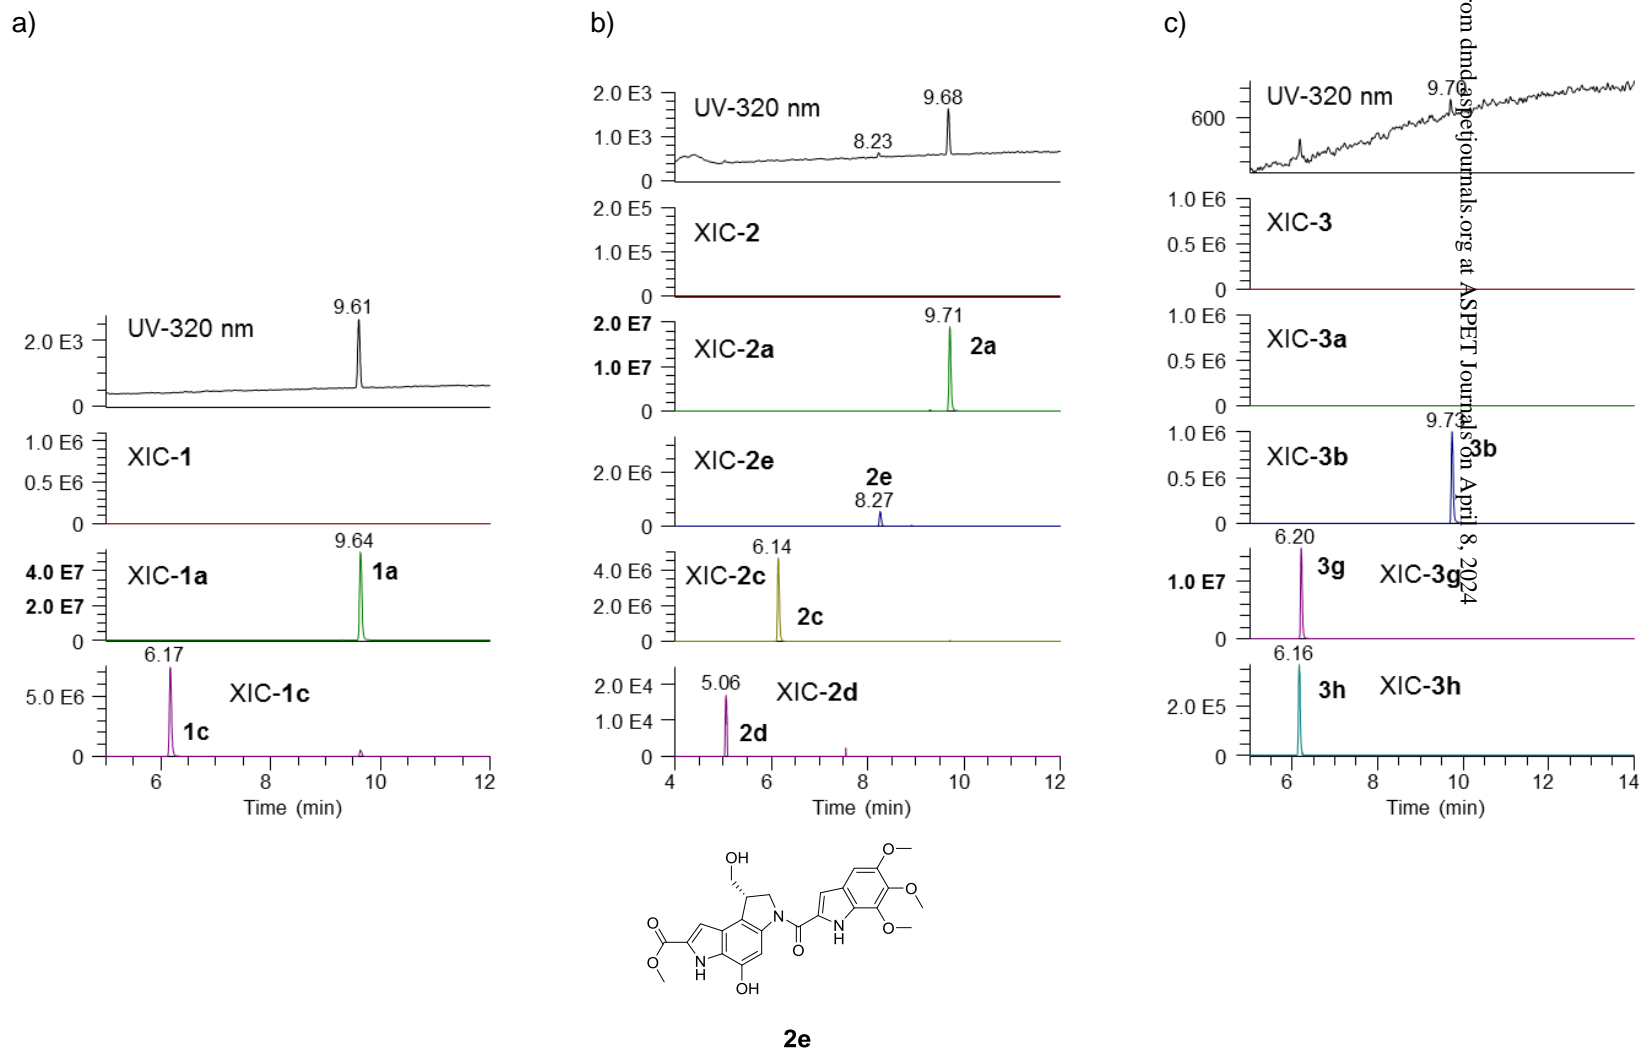 a)
UV-320 nm
9.61
2.0 E3
0
XIC-1
1.0 E6
0.5 E6
0
XIC-1a
9.64
1a
4.0 E7
2.0 E7
0
6.17
XIC-1c
1c
5.0 E6
0
6 8 10 12
Time (min)
b)
UV-320 nm
2.0 E3
1.0 E3
0
8.23
9.68
XIC-2
2.0 E5
1.0 E5
0
XIC-2a
2.0 E7
1.0 E7
0
9.71
2a
XIC-2e
2.0 E6
0
2e
8.27
6.14
XIC-2c
2c
4.0 E6
2.0 E6
0
5.06
XIC-2d
2d
2.0 E4
1.0 E4
0
4 6 8 10 12
Time (min)
OH
O
O
O
O
O
N
O
N
H
N
H
OH
2e
c)
UV-320 nm
9.70
600
XIC-3
1.0 E6
0.5 E6
0
XIC-3a
1.0 E6
0.5 E6
0
XIC-3b
9.73
3b
1.0 E6
0.5 E6
0
6.20
3g
XIC-3g
1.0 E7
0
6.16
3h
XIC-3h
2.0 E5
0
6 8 10 12 14
Time (min)
rom dmd.aspetjournals.org at ASPET Journals on April 8, 2024